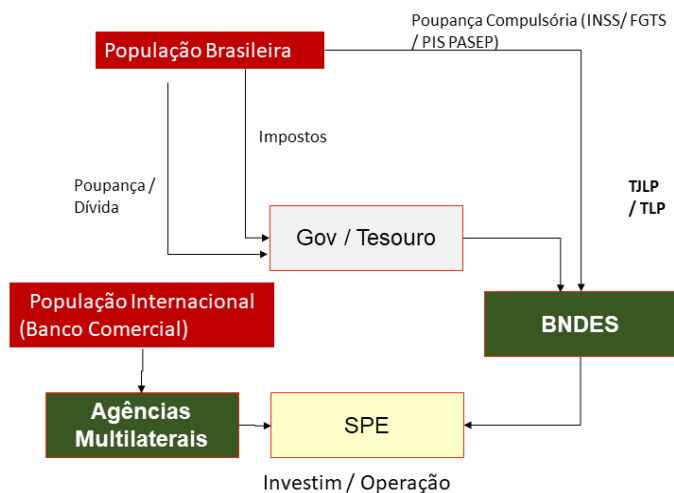 Poupança Compulsória (INSS/ FGTS
/ PIS PASEP)
População Brasileira
Impostos
Poupança /
Dívida
TJLP
/ TLP
Gov / Tesouro
População Internacional
(Banco Comercial)
BNDES
Agências
Multilaterais
SPE
Investim / Operação